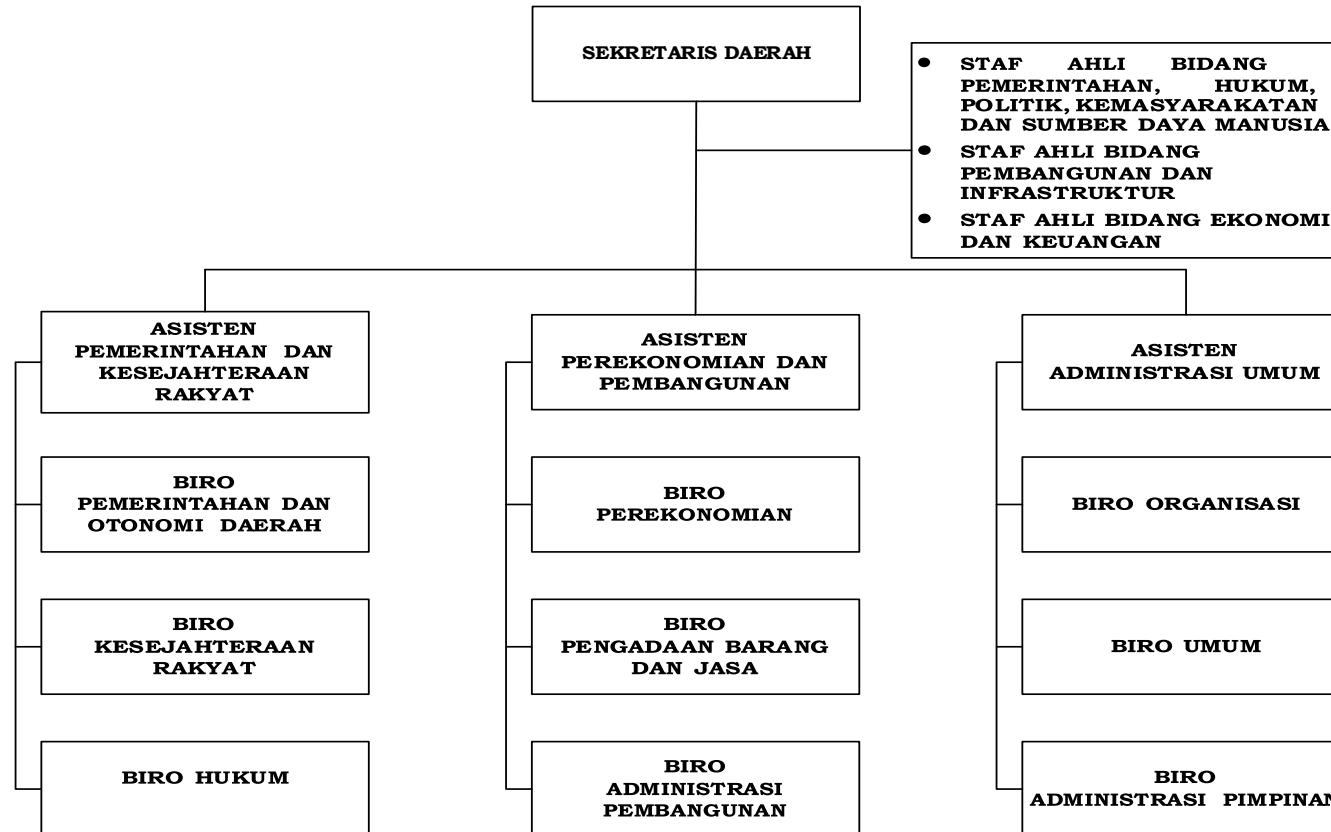 SEKRETARIS DAERAH
● STAF AHLI BIDANG
PEMERINTAHAN, HUKUM,
POLITIK, KEMASYARAKATAN
DAN SUMBER DAYA MANUSIA
● STAF AHLI BIDANG
PEMBANGUNAN DAN
INFRASTRUKTUR
● STAF AHLI BIDANG EKONOMI
DAN KEUANGAN
ASISTEN
PEMERINTAHAN DAN
KESEJAHTERAAN
RAKYAT
ASISTEN
PEREKONOMIAN DAN
PEMBANGUNAN
ASISTEN
ADMINISTRASI UMUM
BIRO
PEMERINTAHAN DAN
OTONOMI DAERAH
BIRO
PEREKONOMIAN
BIRO ORGANISASI
BIRO
KESEJAHTERAAN
RAKYAT
BIRO
PENGADAAN BARANG
DAN JASA
BIRO UMUM
BIRO HUKUM
BIRO
ADMINISTRASI
PEMBANGUNAN
BIRO
ADMINISTRASI PIMPINAN